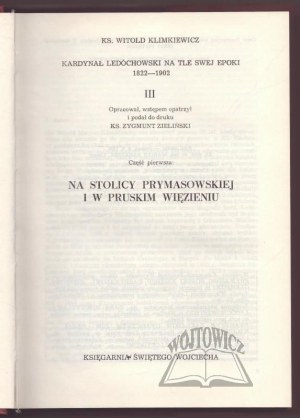 KS. WITOLD KLIMKIEWICZ
KARDYNAŁ LEDÓCHOWSKI NA TLE SWEJ EPOKI
1822—1902
III
Opracował, wstępem opatrzył
i podał do druku
KS. ZYGMUNT ZIELIŃSKI
Część pierwsza
NA STOLICY PRYMASOWSKIEJ
I W PRUSKIM WIĘZIENIU
WÓJTOWICZ
KSIĘGARNIA ŚWIĘTEGO WOJCIECHA